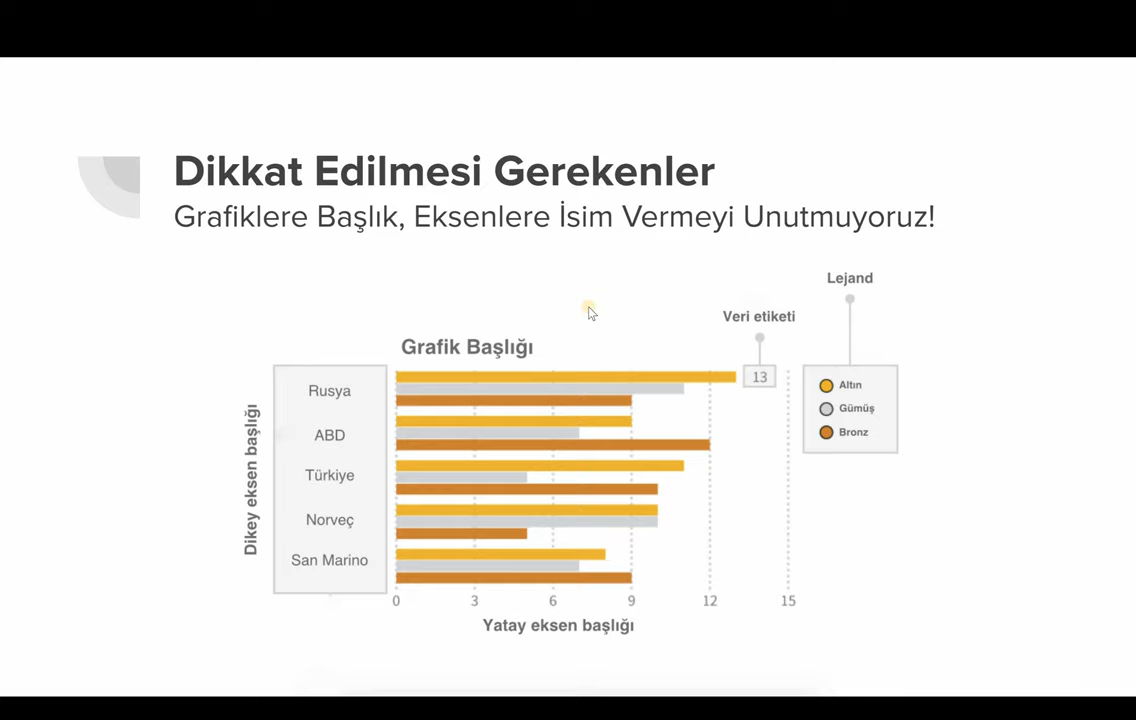 Dikkat Edilmesi Gerekenler
Grafiklere Başlık, Eksenlere İsim Vermeyi Unutmuyoruz!
Lejand
Veri etiketi
Grafik Başlığı
13
Altın
Gümüş
Bronz
Dikey eksen başlığı
Rusya
ABD
Türkiye
Norveç
San Marino
0 3 6 9 12 15
Yatay eksen başlığı